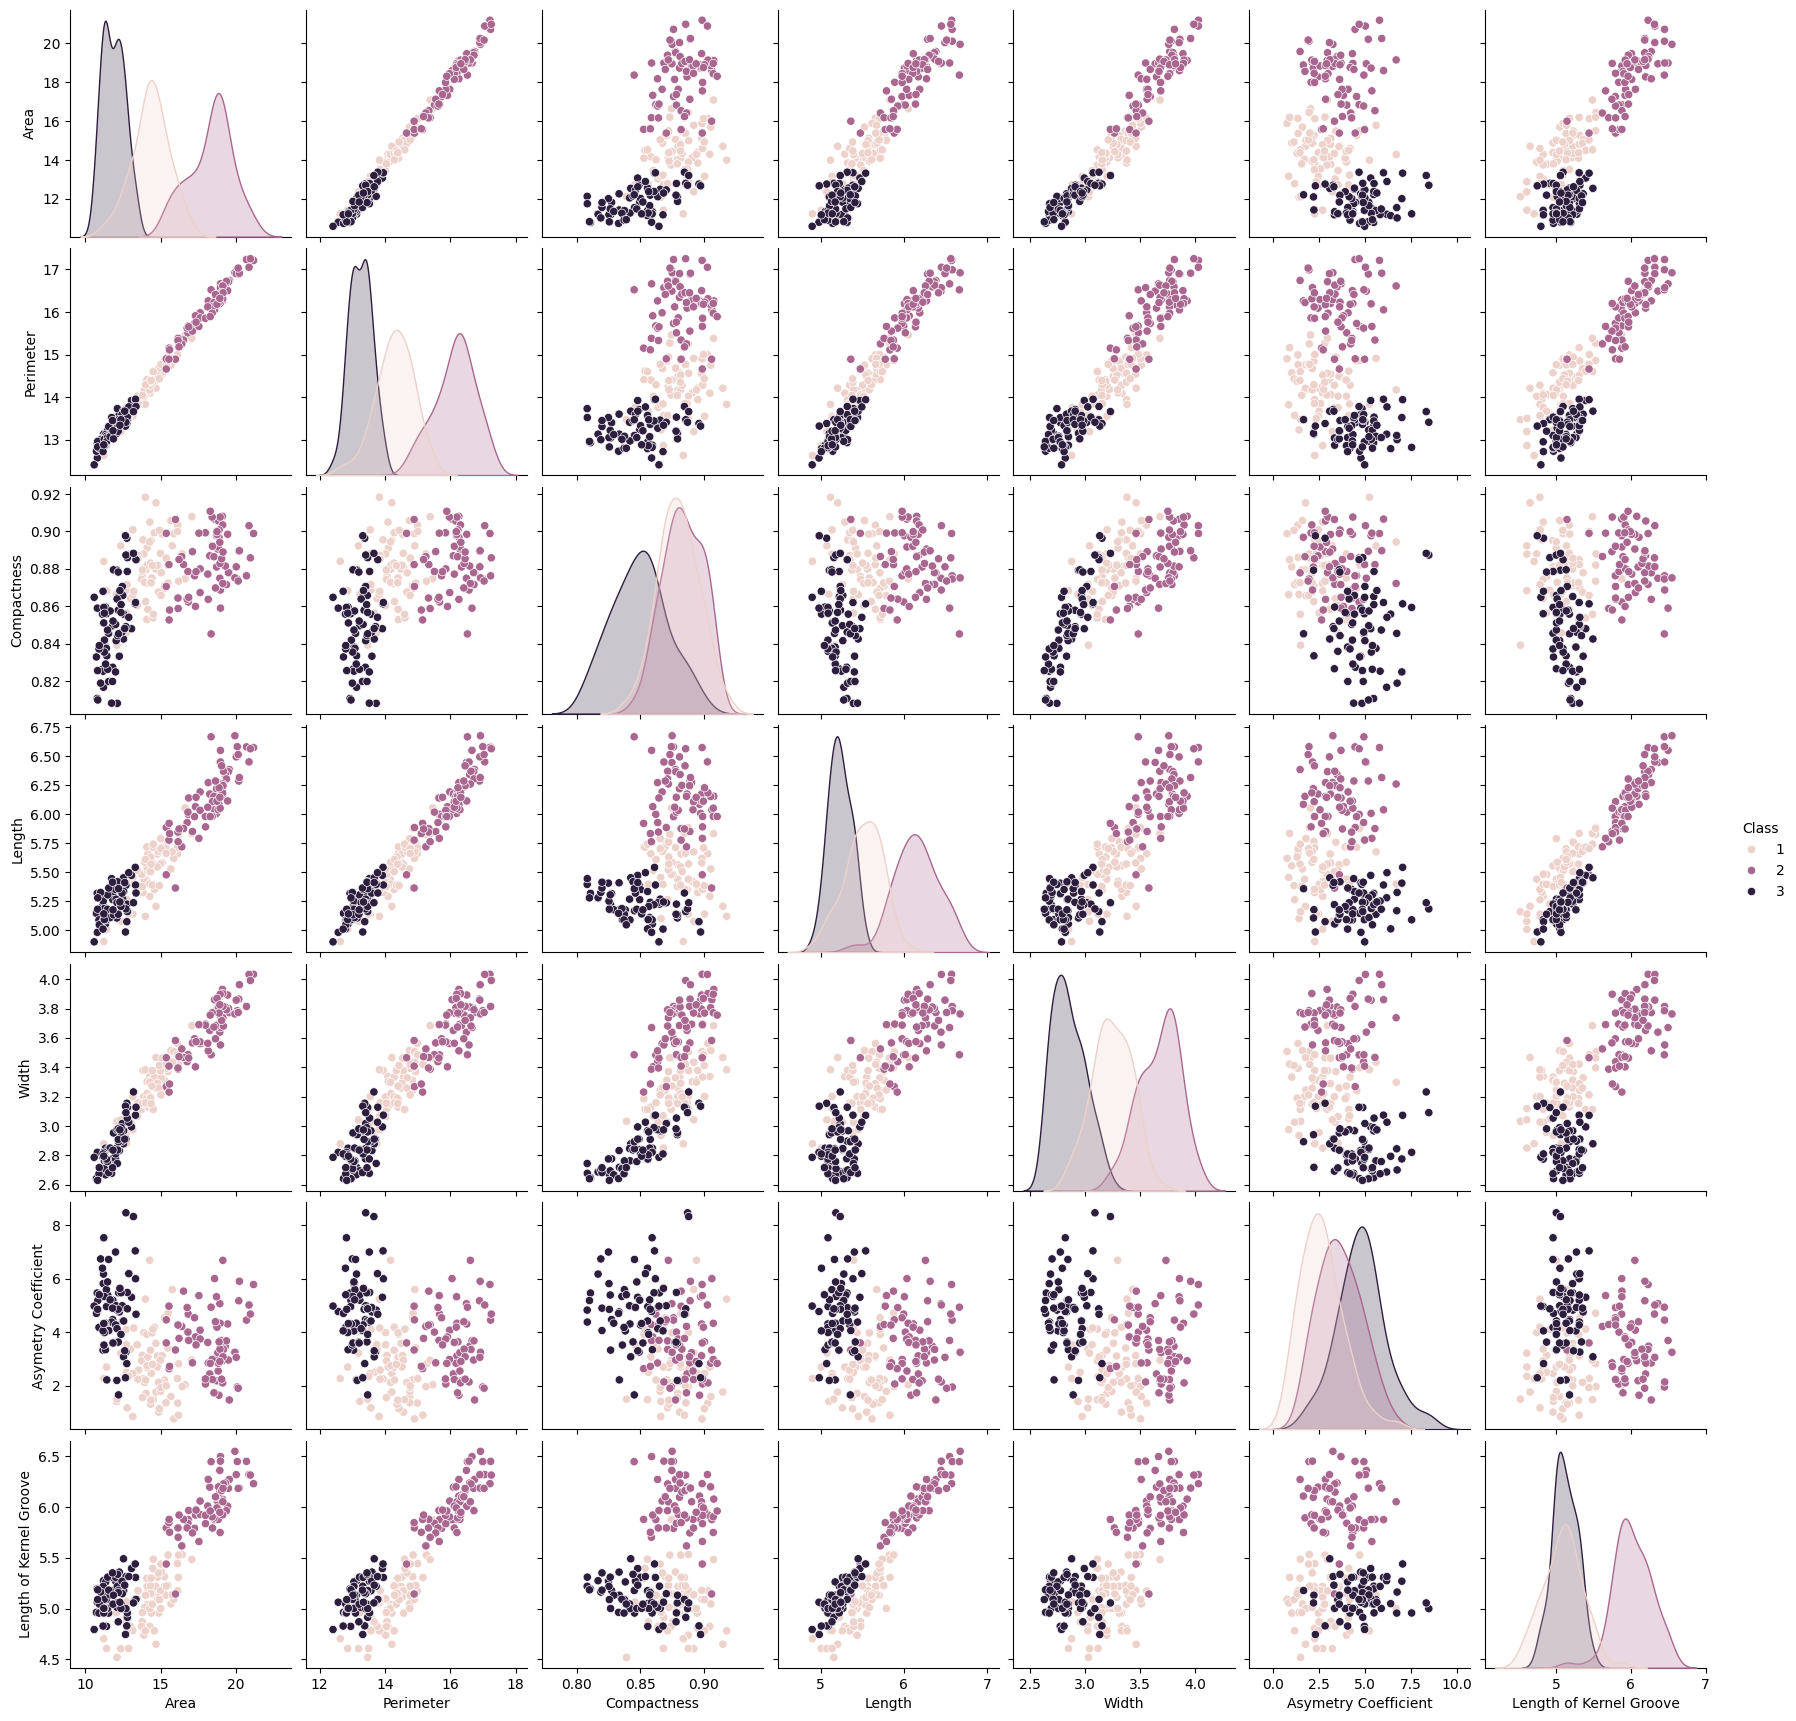 20
18
16
14
12
Area
17
16
15
14
13
Perimeter
0.92
0.90
0.88
0.86
0.84
0.82
Compactness
6.75
6.50
6.25
6.00
5.75
5.50
5.25
5.00
Length
Class
1
2
3
4.0
3.8
3.6
3.4
3.2
3.0
2.8
2.6
Width
8
6
4
2
Asymetry Coefficient
6.5
6.0
5.5
5.0
4.5
Length of Kernel Groove
10 15 20
12 14 16 18
0.80 0.85 0.90
5 6 7
2.5 3.0 3.5 4.0
0.0 2.5 5.0 7.5 10.0
5 6 7
Area
Perimeter
Compactness
Length
Width
Asymetry Coefficient
Length of Kernel Groove